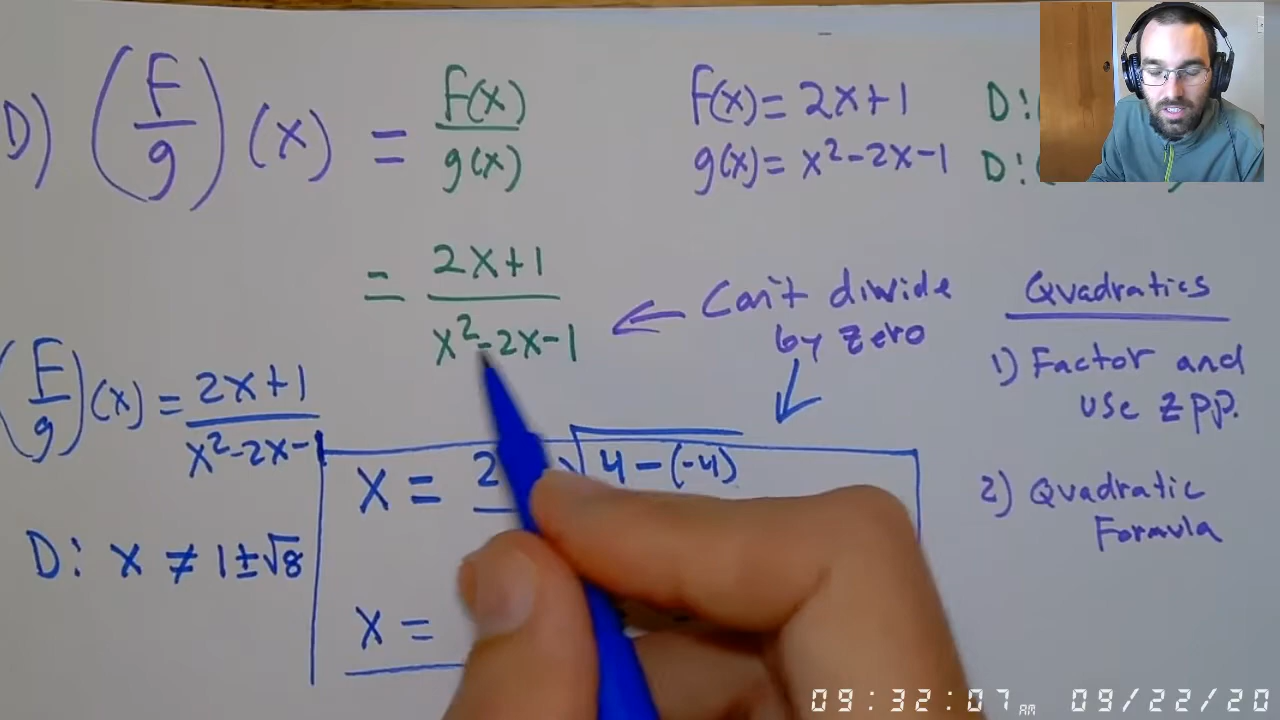 D) (F/g)(x) = F(x)/g(x)
F(x) = 2x+1 D:(
g(x) = x²-2x-1 D:(
= 2x+1/x²-2x-1
← Can't divide
by zero
Quadratics
1) Factor and
use zpp.
2) Quadratic
Formula
(F/g)(x) = 2x+1/x²-2x-1
D: x ≠ 1±√8
x = 2 √4-(-4)
x =
09:32:07 AM 09/22/20